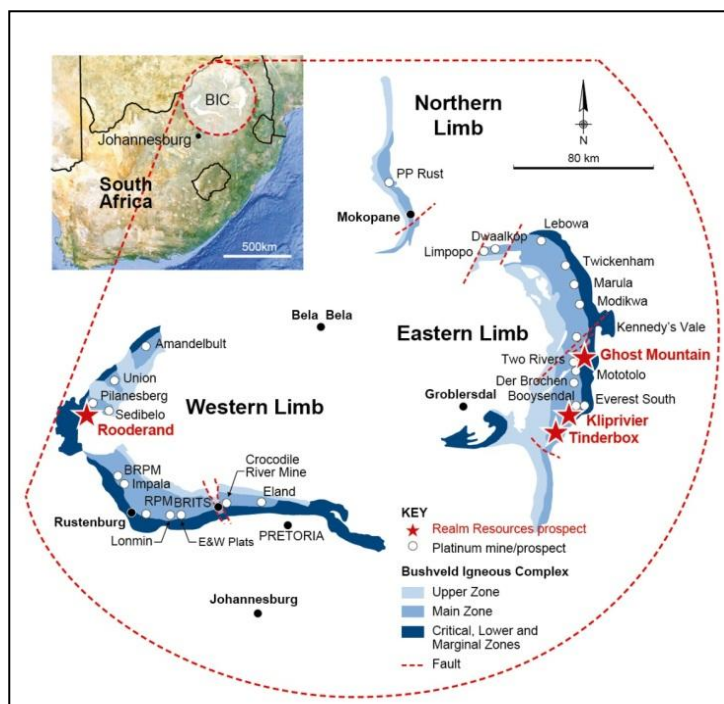 BIC
Johannesburg
South
Africa
500km
Northern
Limb
N
80 km
PP Rust
Mokopane
Lebowa
Dwaalkop
Limpopo
Twickenham
Marula
Modikwa
Kennedy's Vale
Eastern Limb
Ghost Mountain
Two Rivers
Mototolo
Der Brochen
Booysendal
Everest South
Groblersdal
Kliprivier
Tinderbox
Bela Bela
Amandelbult
Union
Pilanesberg
Sedibelo
Western Limb
Rooderand
Crocodile
River Mine
BRPM
Impala
Eland
RPM
BRITS
Rustenburg
Lonmin
E&W Plats
PRETORIA
Johannesburg
KEY
Realm Resources prospect
Platinum mine/prospect
Bushveld Igneous Complex
Upper Zone
Main Zone
Critical, Lower and
Marginal Zones
Fault